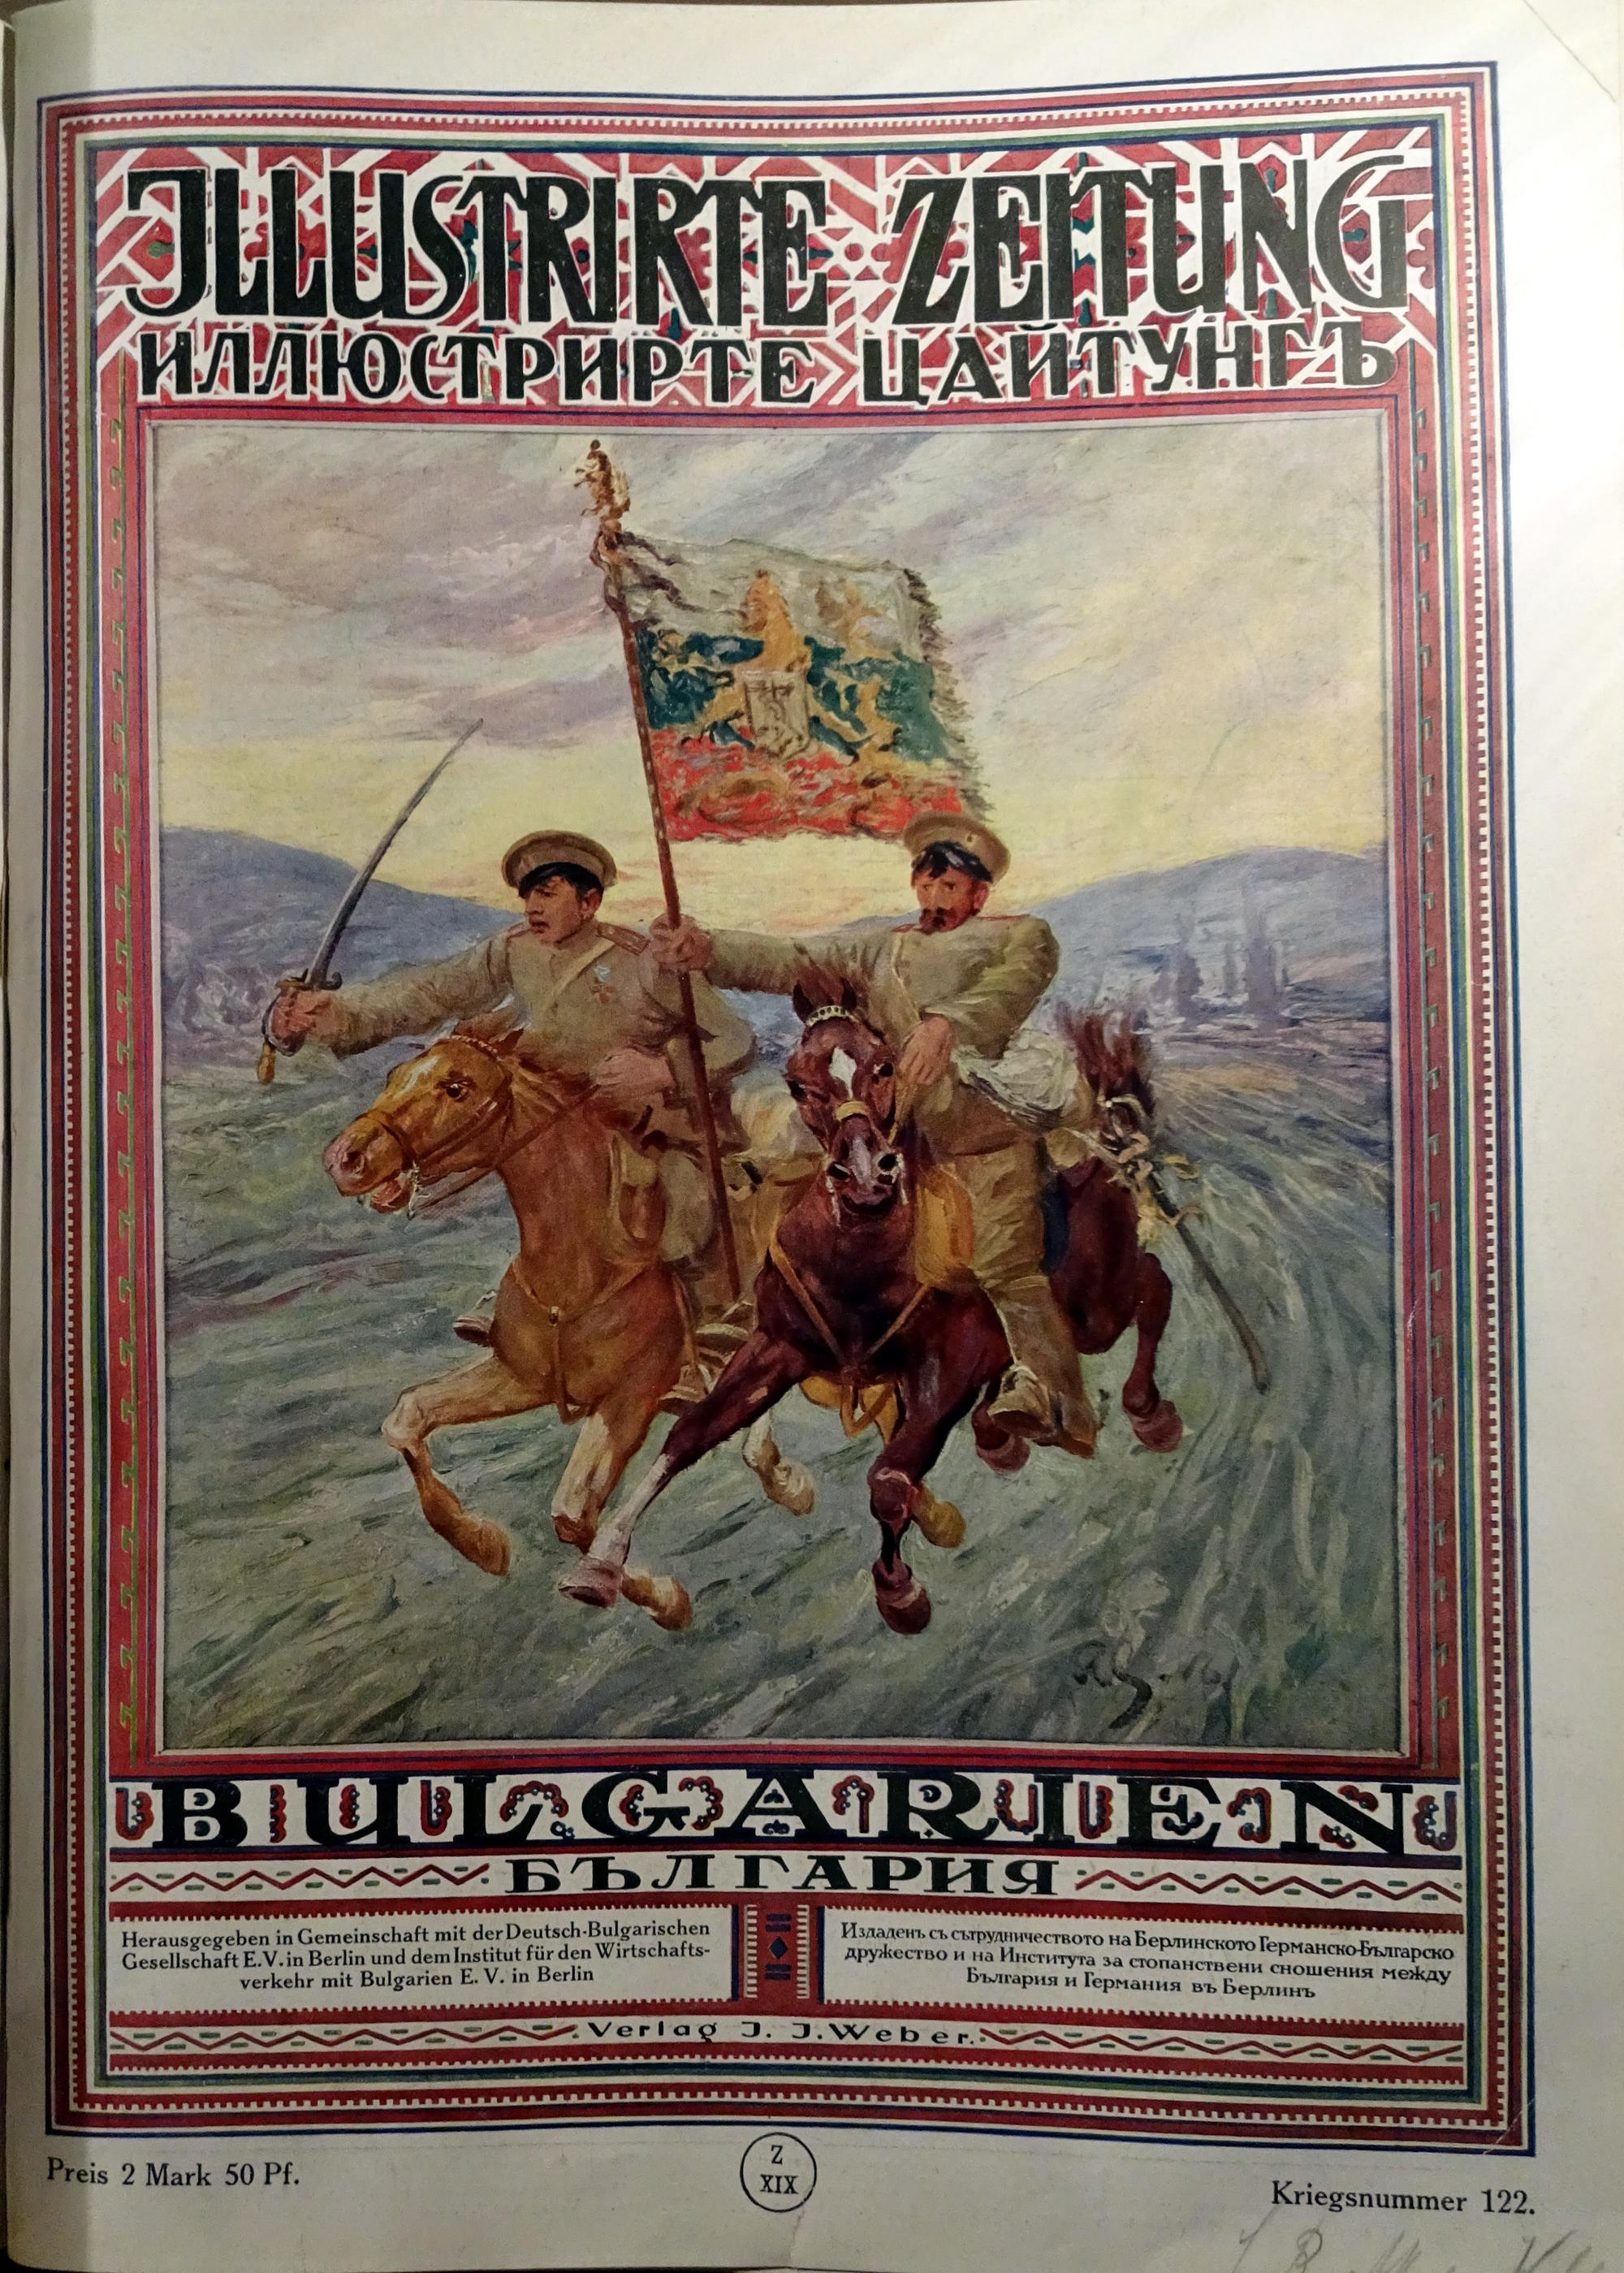 ILLUSTRIRTE ZEITUNG
ИЛЛЮСТРИРТЕ ЦАЙТУНГЪ
BULGARIEN
БЪЛГАРИЯ
Herausgegeben in Gemeinschaft mit der Deutsch-Bulgarischen
Gesellschaft E.V. in Berlin und dem Institut für den Wirtschafts-
verkehr mit Bulgarien E. V. in Berlin
Издаденъ съ сътрудничеството на Берлинското Германско-Българско
дружество и на Института за стопанствени сношения между
България и Германия въ Берлинъ
Verlag J. J. Weber.
Preis 2 Mark 50 Pf.
Z
XIX
Kriegsnummer 122.